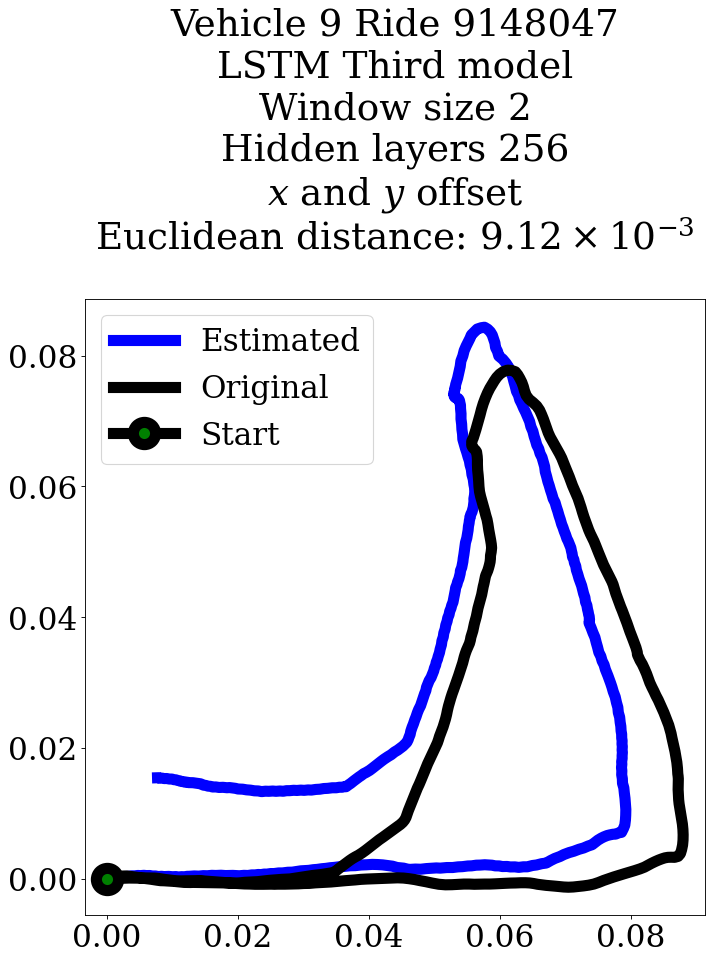 Vehicle 9 Ride 9148047
LSTM Third model
Window size 2
Hidden layers 256
x and y offset
Euclidean distance: 9.12 × 10⁻³
Estimated
Original
Start
0.08
0.06
0.04
0.02
0.00
0.00 0.02 0.04 0.06 0.08